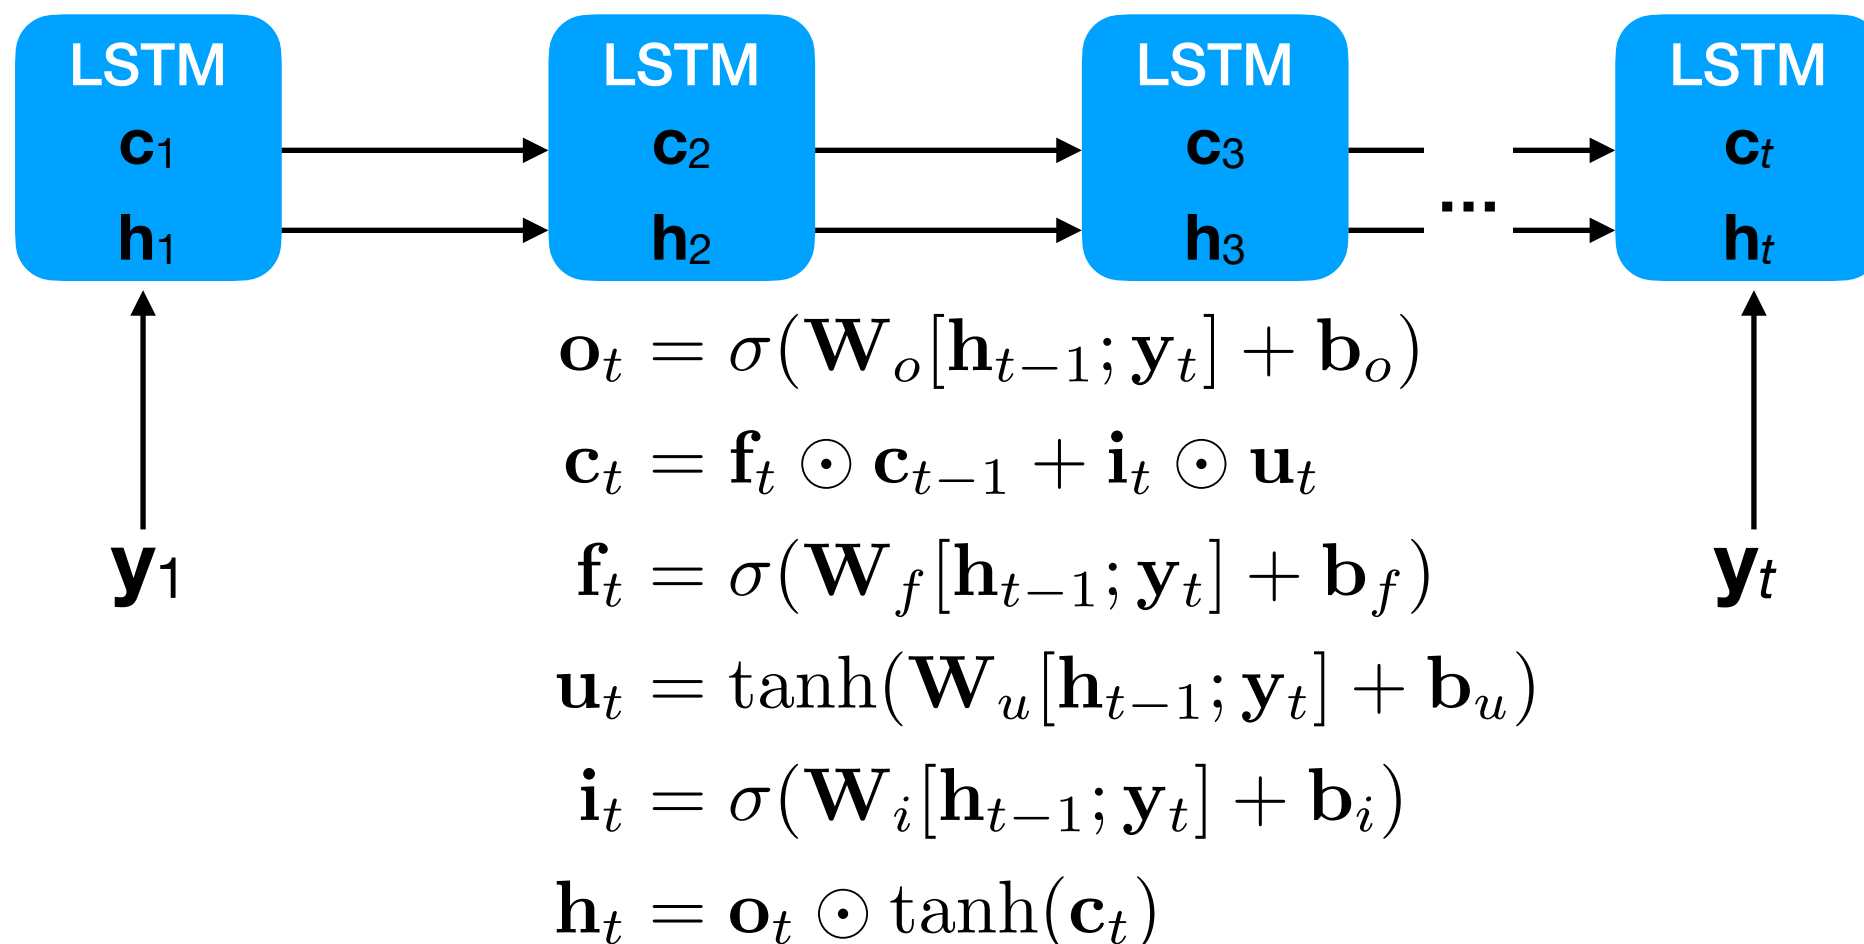 LSTM LSTM LSTM LSTM
c₁ c₂ c₃ cₜ
...
h₁ h₂ h₃ hₜ
oₜ = σ(Wₒ[hₜ₋₁; yₜ] + bₒ)
cₜ = fₜ ⊙ cₜ₋₁ + iₜ ⊙ uₜ
y₁ fₜ = σ(W_f[hₜ₋₁; yₜ] + b_f) yₜ
uₜ = tanh(Wᵤ[hₜ₋₁; yₜ] + bᵤ)
iₜ = σ(Wᵢ[hₜ₋₁; yₜ] + bᵢ)
hₜ = oₜ ⊙ tanh(cₜ)